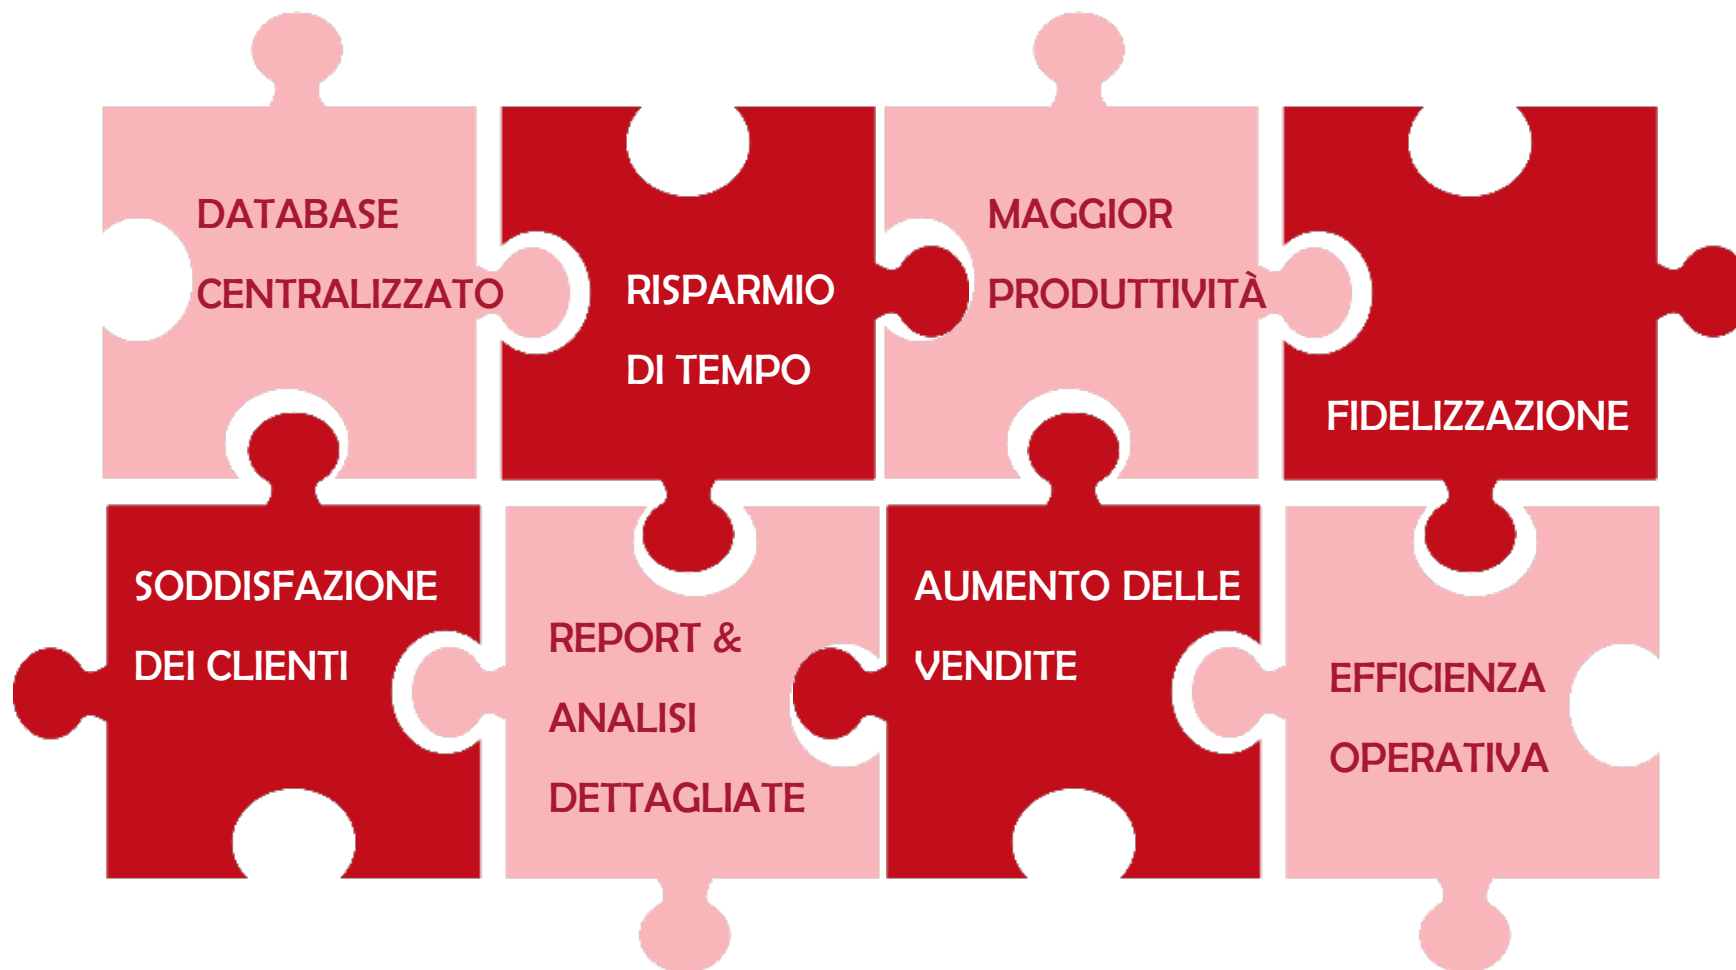 DATABASE
CENTRALIZZATO
RISPARMIO
DI TEMPO
MAGGIOR
PRODUTTIVITÀ
FIDELIZZAZIONE
SODDISFAZIONE
DEI CLIENTI
REPORT &
ANALISI
DETTAGLIATE
AUMENTO DELLE
VENDITE
EFFICIENZA
OPERATIVA